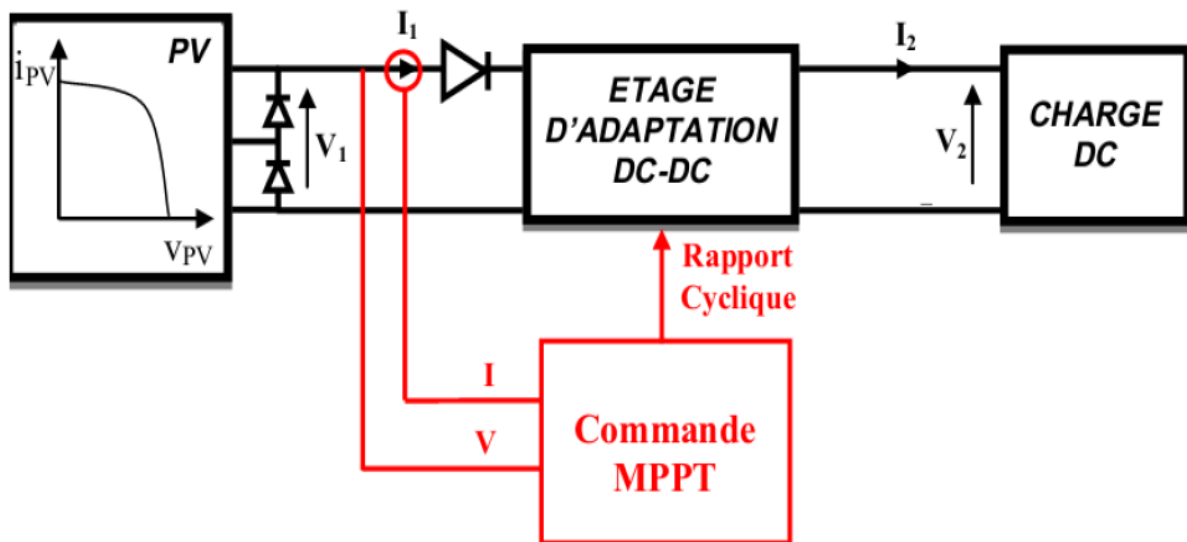 PV
iPV
vPV
V1
I1
ETAGE
D'ADAPTATION
DC-DC
I2
V2
CHARGE
DC
Rapport
Cyclique
I
V
Commande
MPPT